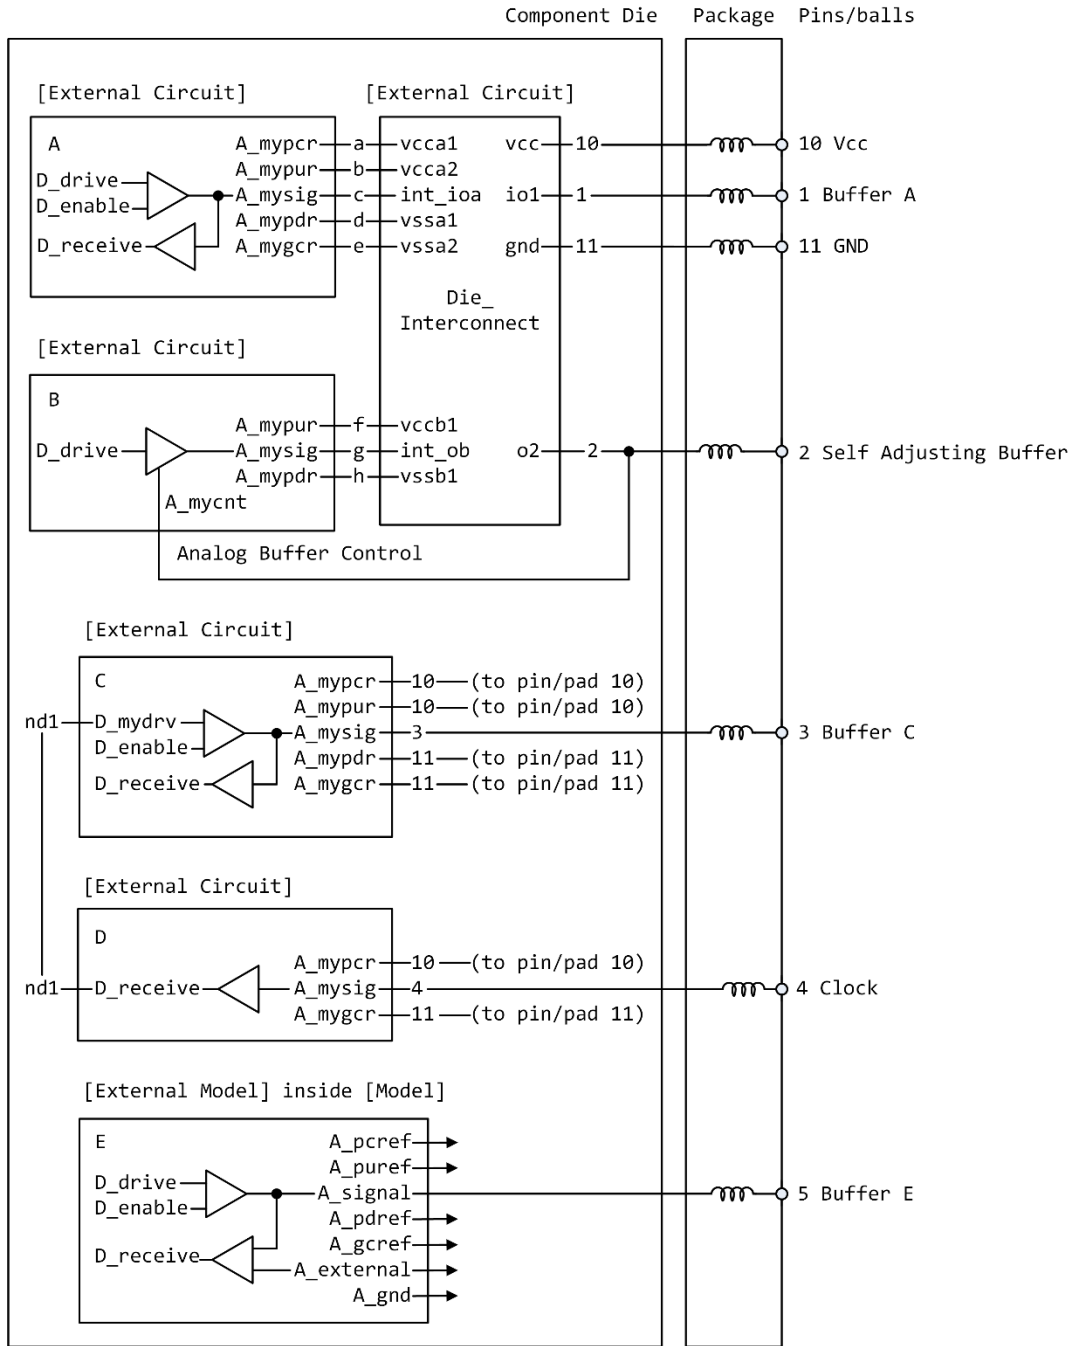 Component Die Package Pins/balls
[External Circuit] [External Circuit]
A A_mypcr a vcca1 vcc 10 10 Vcc
A_mypur b vcca2
D_drive A_mysig c int_ioa io1 1 1 Buffer A
D_enable A_mypdr d vssa1
D_receive A_mygcr e vssa2 gnd 11 11 GND
Die_
Interconnect
[External Circuit]
B A_mypur f vccb1
D_drive A_mysig g int_ob o2 2 2 Self Adjusting Buffer
A_mypdr h vssb1
A_mycnt
Analog Buffer Control
[External Circuit]
C A_mypcr 10 (to pin/pad 10)
A_mypur 10 (to pin/pad 10)
nd1 D_mydrv A_mysig 3 3 Buffer C
D_enable A_mypdr 11 (to pin/pad 11)
D_receive A_mygcr 11 (to pin/pad 11)
[External Circuit]
D
A_mypcr 10 (to pin/pad 10)
nd1 D_receive A_mysig 4 4 Clock
A_mygcr 11 (to pin/pad 11)
[External Model] inside [Model]
E A_pcref
A_puref
D_drive A_signal 5 Buffer E
D_enable A_pdref
A_gcref
D_receive A_external
A_gnd